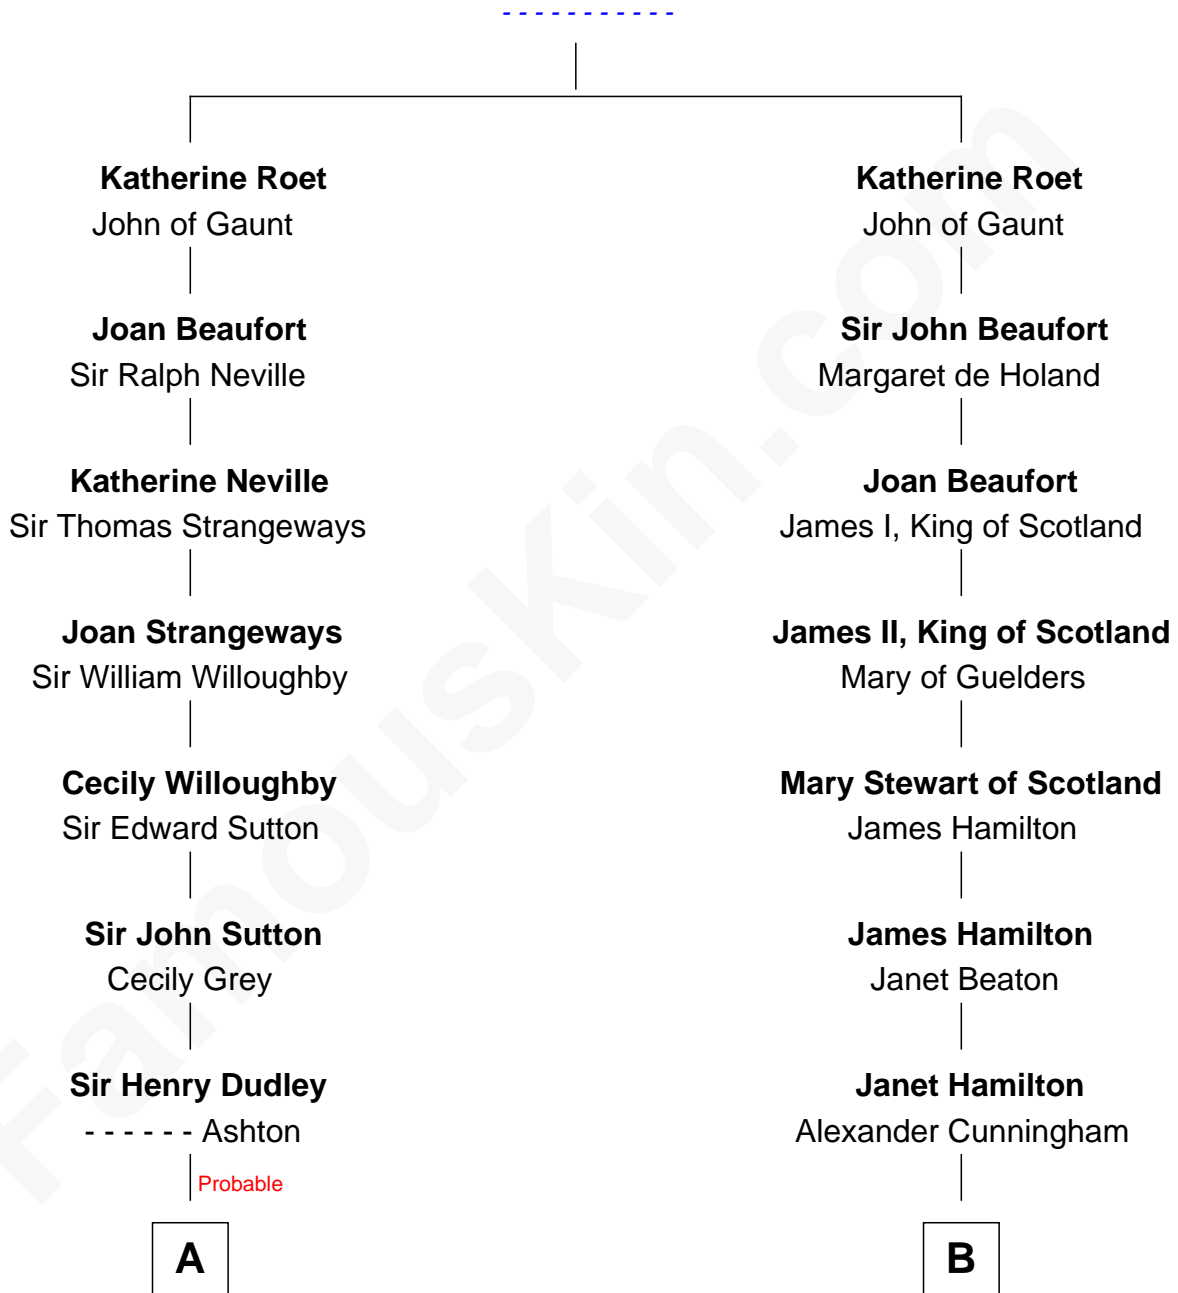 - - - - - - - - - - -
Katherine Roet
John of Gaunt
Katherine Roet
John of Gaunt
Joan Beaufort
Sir Ralph Neville
Sir John Beaufort
Margaret de Holand
Katherine Neville
Sir Thomas Strangeways
Joan Beaufort
James I, King of Scotland
Joan Strangeways
Sir William Willoughby
James II, King of Scotland
Mary of Guelders
Cecily Willoughby
Sir Edward Sutton
Mary Stewart of Scotland
James Hamilton
Sir John Sutton
Cecily Grey
James Hamilton
Janet Beaton
Sir Henry Dudley
- - - - - - Ashton
Janet Hamilton
Alexander Cunningham
Probable
A
B
FamousKin.com